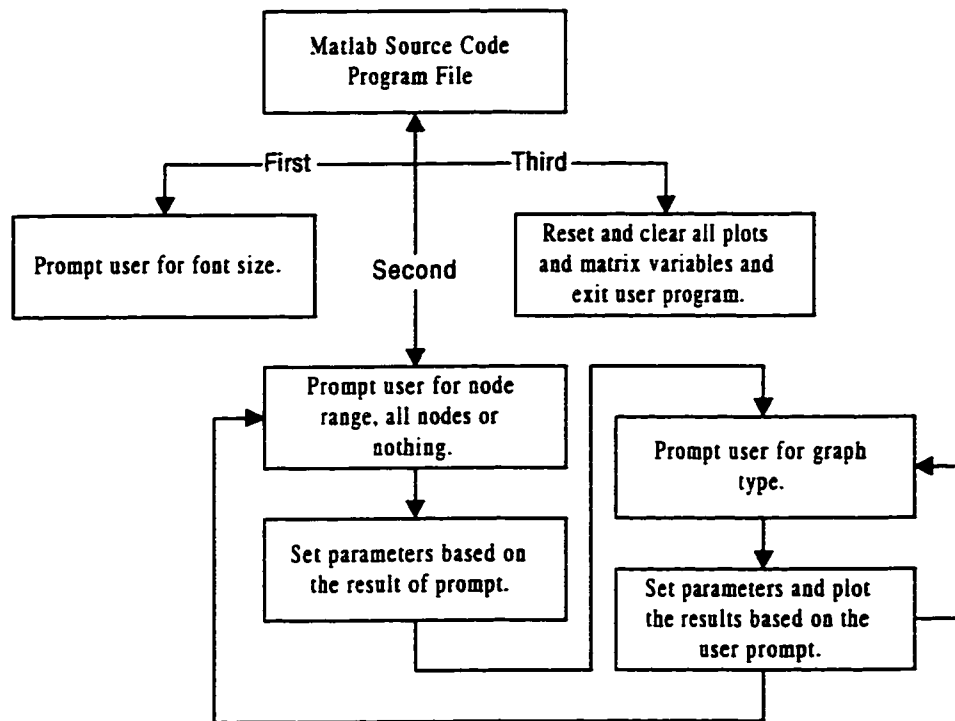 Matlab Source Code
Program File
First
Third
Prompt user for font size.
Second
Reset and clear all plots
and matrix variables and
exit user program.
Prompt user for node
range, all nodes or
nothing.
Set parameters based on
the result of prompt.
Prompt user for graph
type.
Set parameters and plot
the results based on the
user prompt.